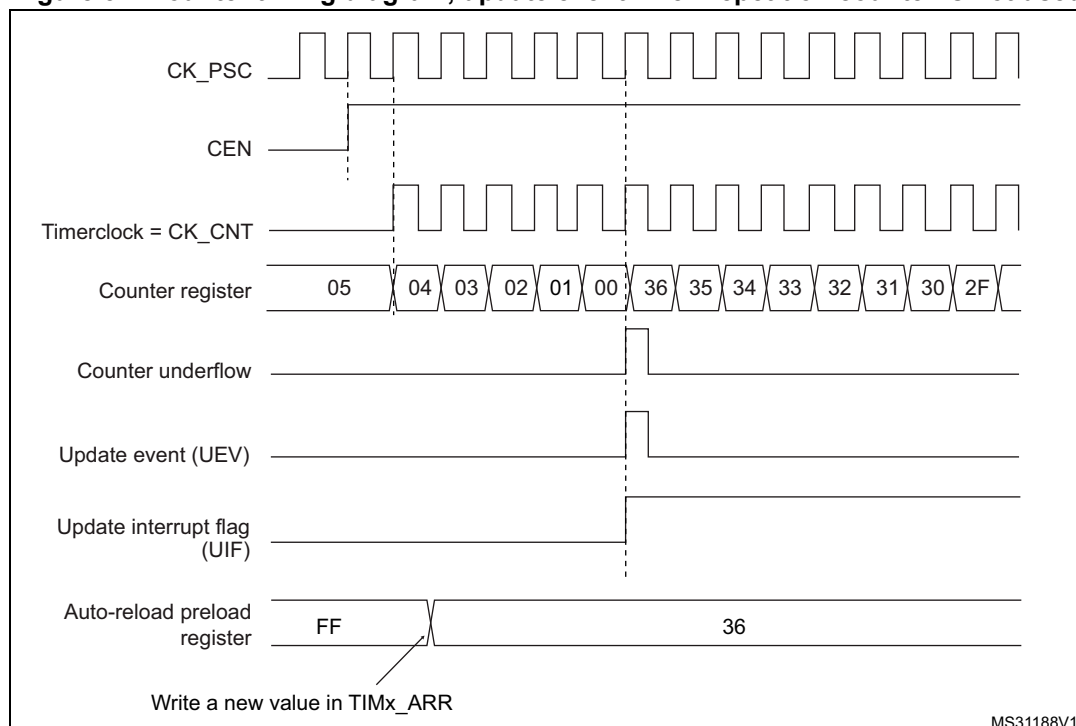 CK_PSC
CEN
Timerclock = CK_CNT
Counter register 05 04 03 02 01 00 36 35 34 33 32 31 30 2F
Counter underflow
Update event (UEV)
Update interrupt flag
(UIF)
Auto-reload preload
register
FF 36
Write a new value in TIMx_ARR
MS31188V1